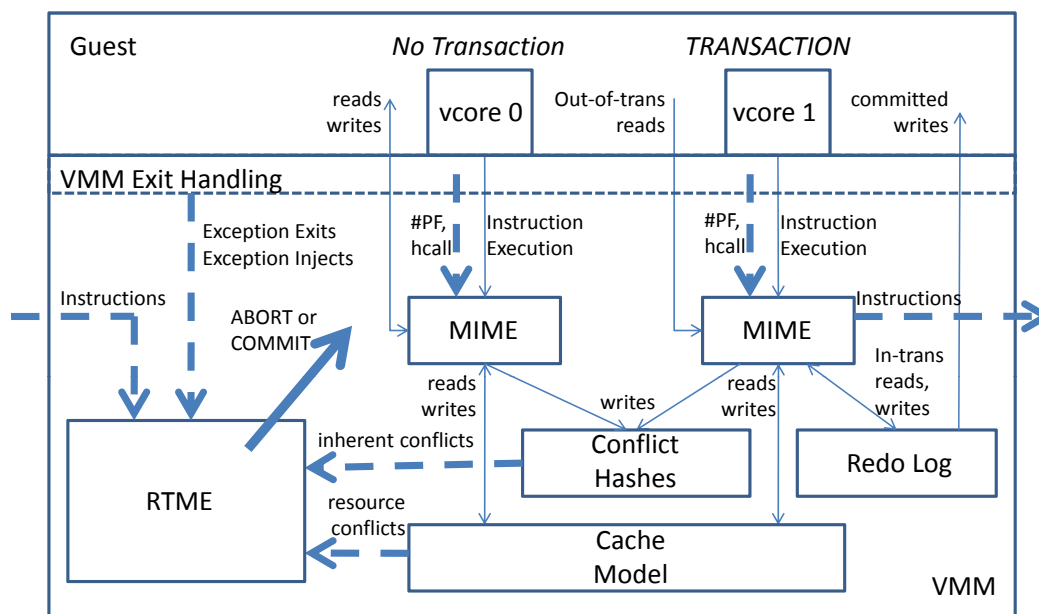 Guest
No Transaction
TRANSACTION
reads
writes
vcore 0
Out-of-trans
reads
vcore 1
committed
writes
VMM Exit Handling
Exception Exits
Exception Injects
#PF,
hcall
Instruction
Execution
#PF,
hcall
Instruction
Execution
Instructions
ABORT or
COMMIT
MIME
MIME
Instructions
reads
writes
writes
reads
writes
In-trans
reads,
writes
inherent conflicts
Conflict
Hashes
Redo Log
RTME
resource
conflicts
Cache
Model
VMM